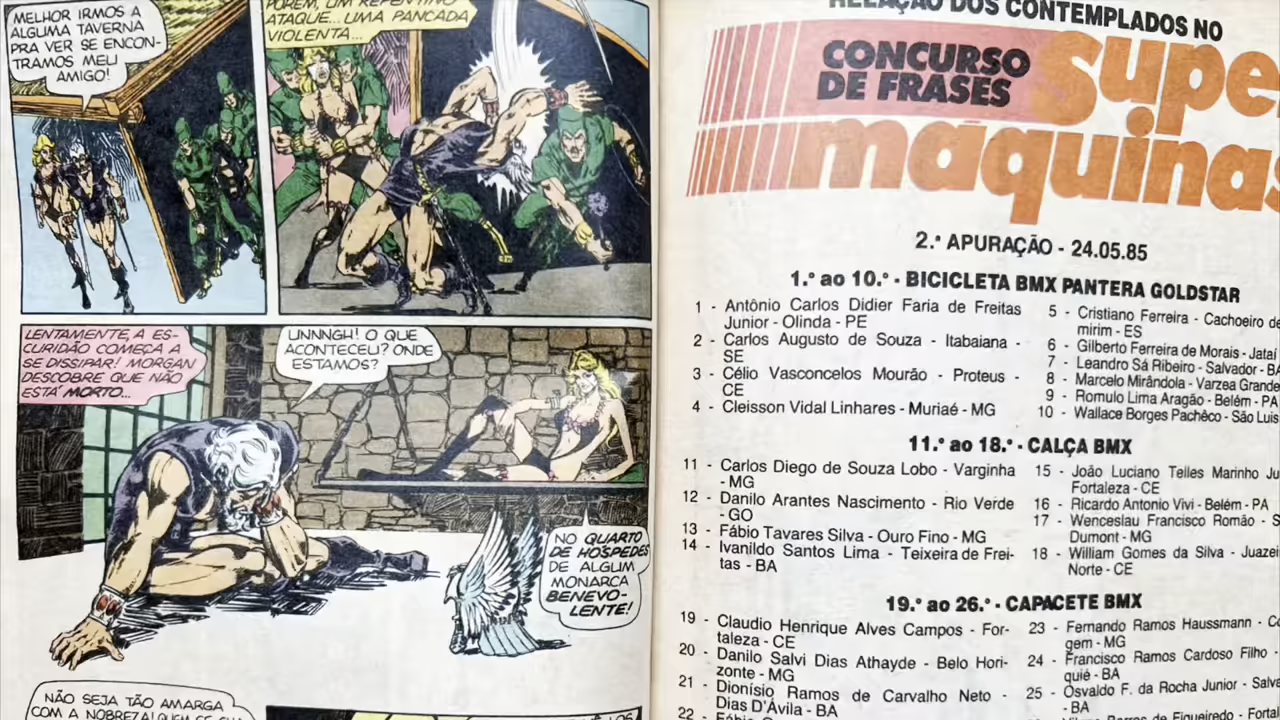 MELHOR IRMOS A
ALGUMA TAVERNA
PRA VER SE ENCON-
TRAMOS MEU
AMIGO!
PORÉM, UM REPENTINO
ATAQUE... UMA PANCADA
VIOLENTA...
LENTAMENTE, A ES-
CURIDÃO COMEÇA A
SE DISSIPAR! MORGAN
DESCOBRE QUE NÃO
ESTÁ MORTO...
UNNNGH! O QUE
ACONTECEU? ONDE
ESTAMOS?
NO QUARTO
DE HÓSPEDES
DE ALGUM
MONARCA
BENEVO-
LENTE!
NÃO SEJA TÃO AMARGA
COM A NOBREZA!
RELAÇÃO DOS CONTEMPLADOS NO
CONCURSO
DE FRASES
Supe
máquinas
2.ª APURAÇÃO - 24.05.85
1.º ao 10.º - BICICLETA BMX PANTERA GOLDSTAR
1 - Antônio Carlos Didier Faria de Freitas
Junior - Olinda - PE
2 - Carlos Augusto de Souza - Itabaiana -
SE
3 - Célio Vasconcelos Mourão - Proteus -
CE
4 - Cleisson Vidal Linhares - Muriaé - MG
5 - Cristiano Ferreira - Cachoeiro d
mirim - ES
6 - Gilberto Ferreira de Morais - Jataí
7 - Leandro Sá Ribeiro - Salvador - BA
8 - Marcelo Mirândola - Varzea Grande
9 - Romulo Lima Aragão - Belém - PA
10 - Wallace Borges Pachêco - São Luis
11.º ao 18.º - CALÇA BMX
11 - Carlos Diego de Souza Lobo - Varginha
- MG
12 - Danilo Arantes Nascimento - Rio Verde
- GO
13 - Fábio Tavares Silva - Ouro Fino - MG
14 - Ivanildo Santos Lima - Teixeira de Frei-
tas - BA
15 - João Luciano Telles Marinho Ju
Fortaleza - CE
16 - Ricardo Antonio Vivi - Belém - PA
17 - Wenceslau Francisco Romão - S
Dumont - MG
18 - William Gomes da Silva - Juazei
Norte - CE
19.º ao 26.º - CAPACETE BMX
19 - Claudio Henrique Alves Campos - For-
taleza - CE
20 - Danilo Salvi Dias Athayde - Belo Hori-
zonte - MG
21 - Dionísio Ramos de Carvalho Neto -
Dias D'Ávila - BA
22 - Fábio
23 - Fernando Ramos Haussmann - Co
gem - MG
24 - Francisco Ramos Cardoso Filho -
quié - BA
25 - Osvaldo F. da Rocha Junior - Salva
- BA